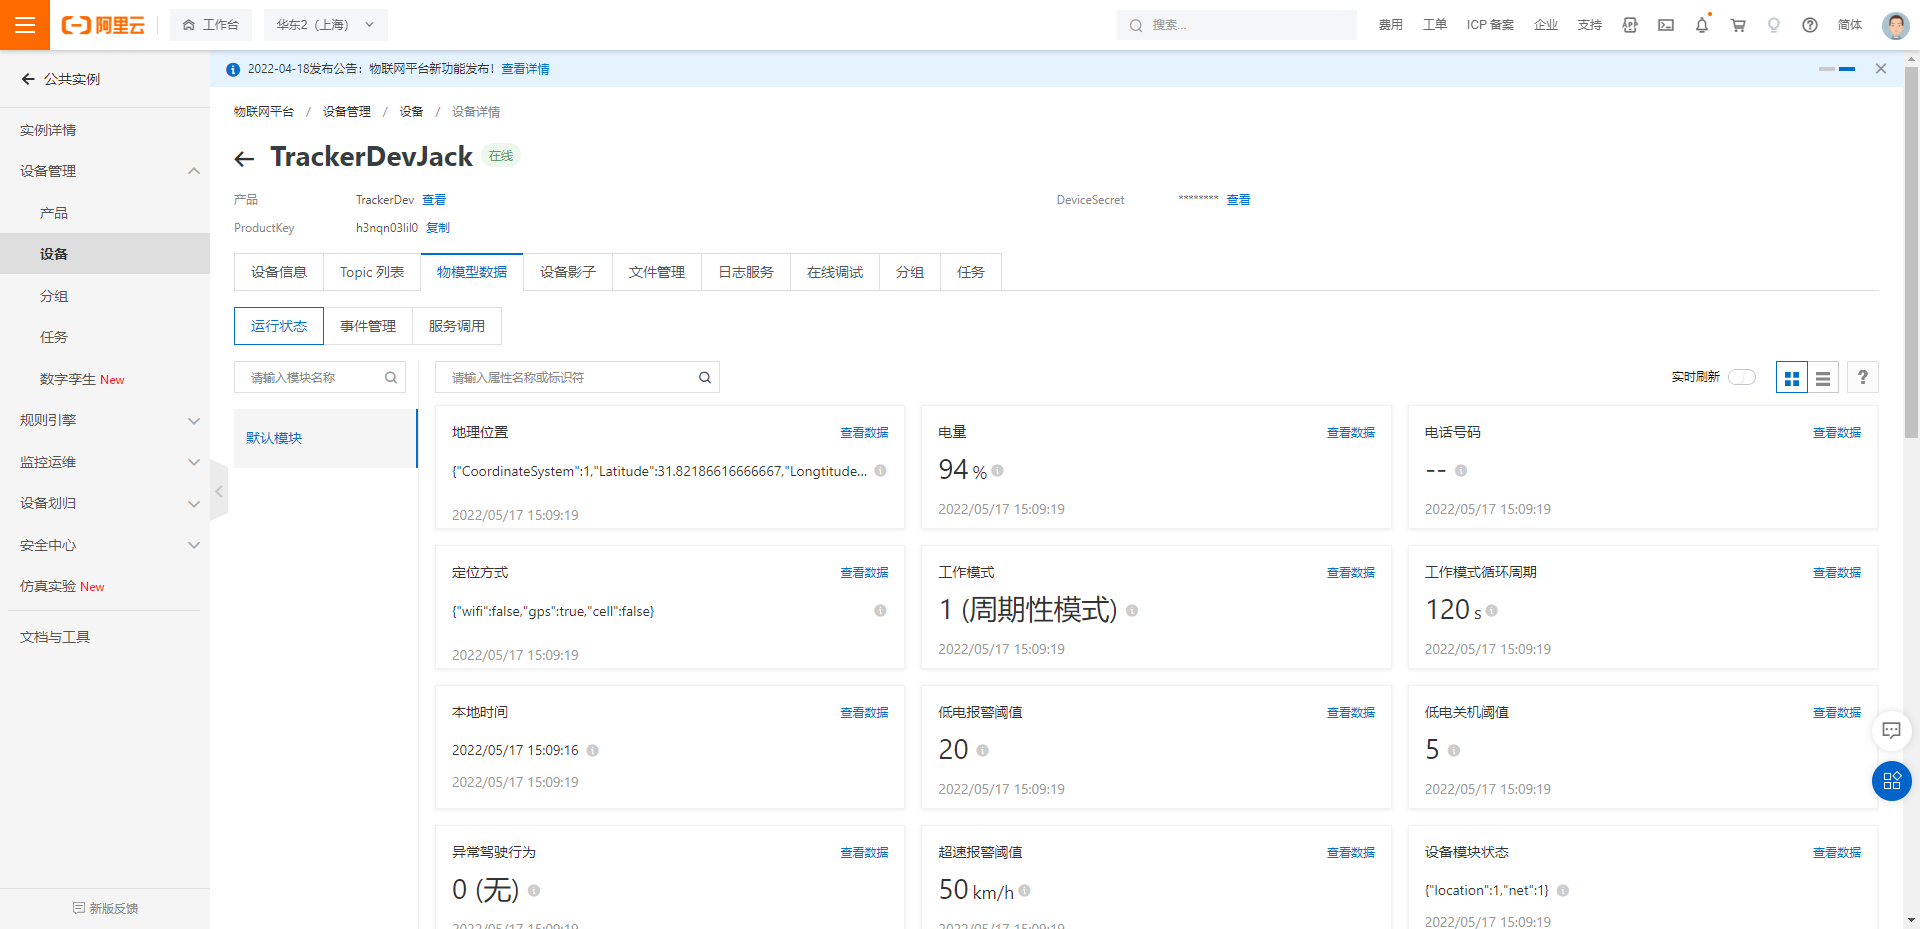 阿里云
工作台
华东2（上海）
搜索...
费用
工单
ICP 备案
企业
支持
简体
公共实例
实例详情
设备管理
产品
设备
分组
任务
数字孪生 New
规则引擎
监控运维
设备划归
安全中心
仿真实验 New
文档与工具
新版反馈
2022-04-18发布公告：物联网平台新功能发布！查看详情
物联网平台 / 设备管理 / 设备 / 设备详情
TrackerDevJack 在线
产品 TrackerDev 查看
DeviceSecret ******** 查看
ProductKey h3nqn03lil0 复制
设备信息 Topic 列表 物模型数据 设备影子 文件管理 日志服务 在线调试 分组 任务
运行状态 事件管理 服务调用
请输入模块名称
请输入属性名称或标识符
实时刷新
?
默认模块
地理位置 查看数据
{"CoordinateSystem":1,"Latitude":31.82186616666667,"Longtitude...
2022/05/17 15:09:19
电量 查看数据
94 %
2022/05/17 15:09:19
电话号码 查看数据
--
2022/05/17 15:09:19
定位方式 查看数据
{"wifi":false,"gps":true,"cell":false}
2022/05/17 15:09:19
工作模式 查看数据
1 (周期性模式)
2022/05/17 15:09:19
工作模式循环周期 查看数据
120 s
2022/05/17 15:09:19
本地时间 查看数据
2022/05/17 15:09:16
2022/05/17 15:09:19
低电报警阈值 查看数据
20
2022/05/17 15:09:19
低电关机阈值 查看数据
5
2022/05/17 15:09:19
异常驾驶行为 查看数据
0 (无)
2022/05/17 15:09:19
超速报警阈值 查看数据
50 km/h
2022/05/17 15:09:19
设备模块状态 查看数据
{"location":1,"net":1}
2022/05/17 15:09:19